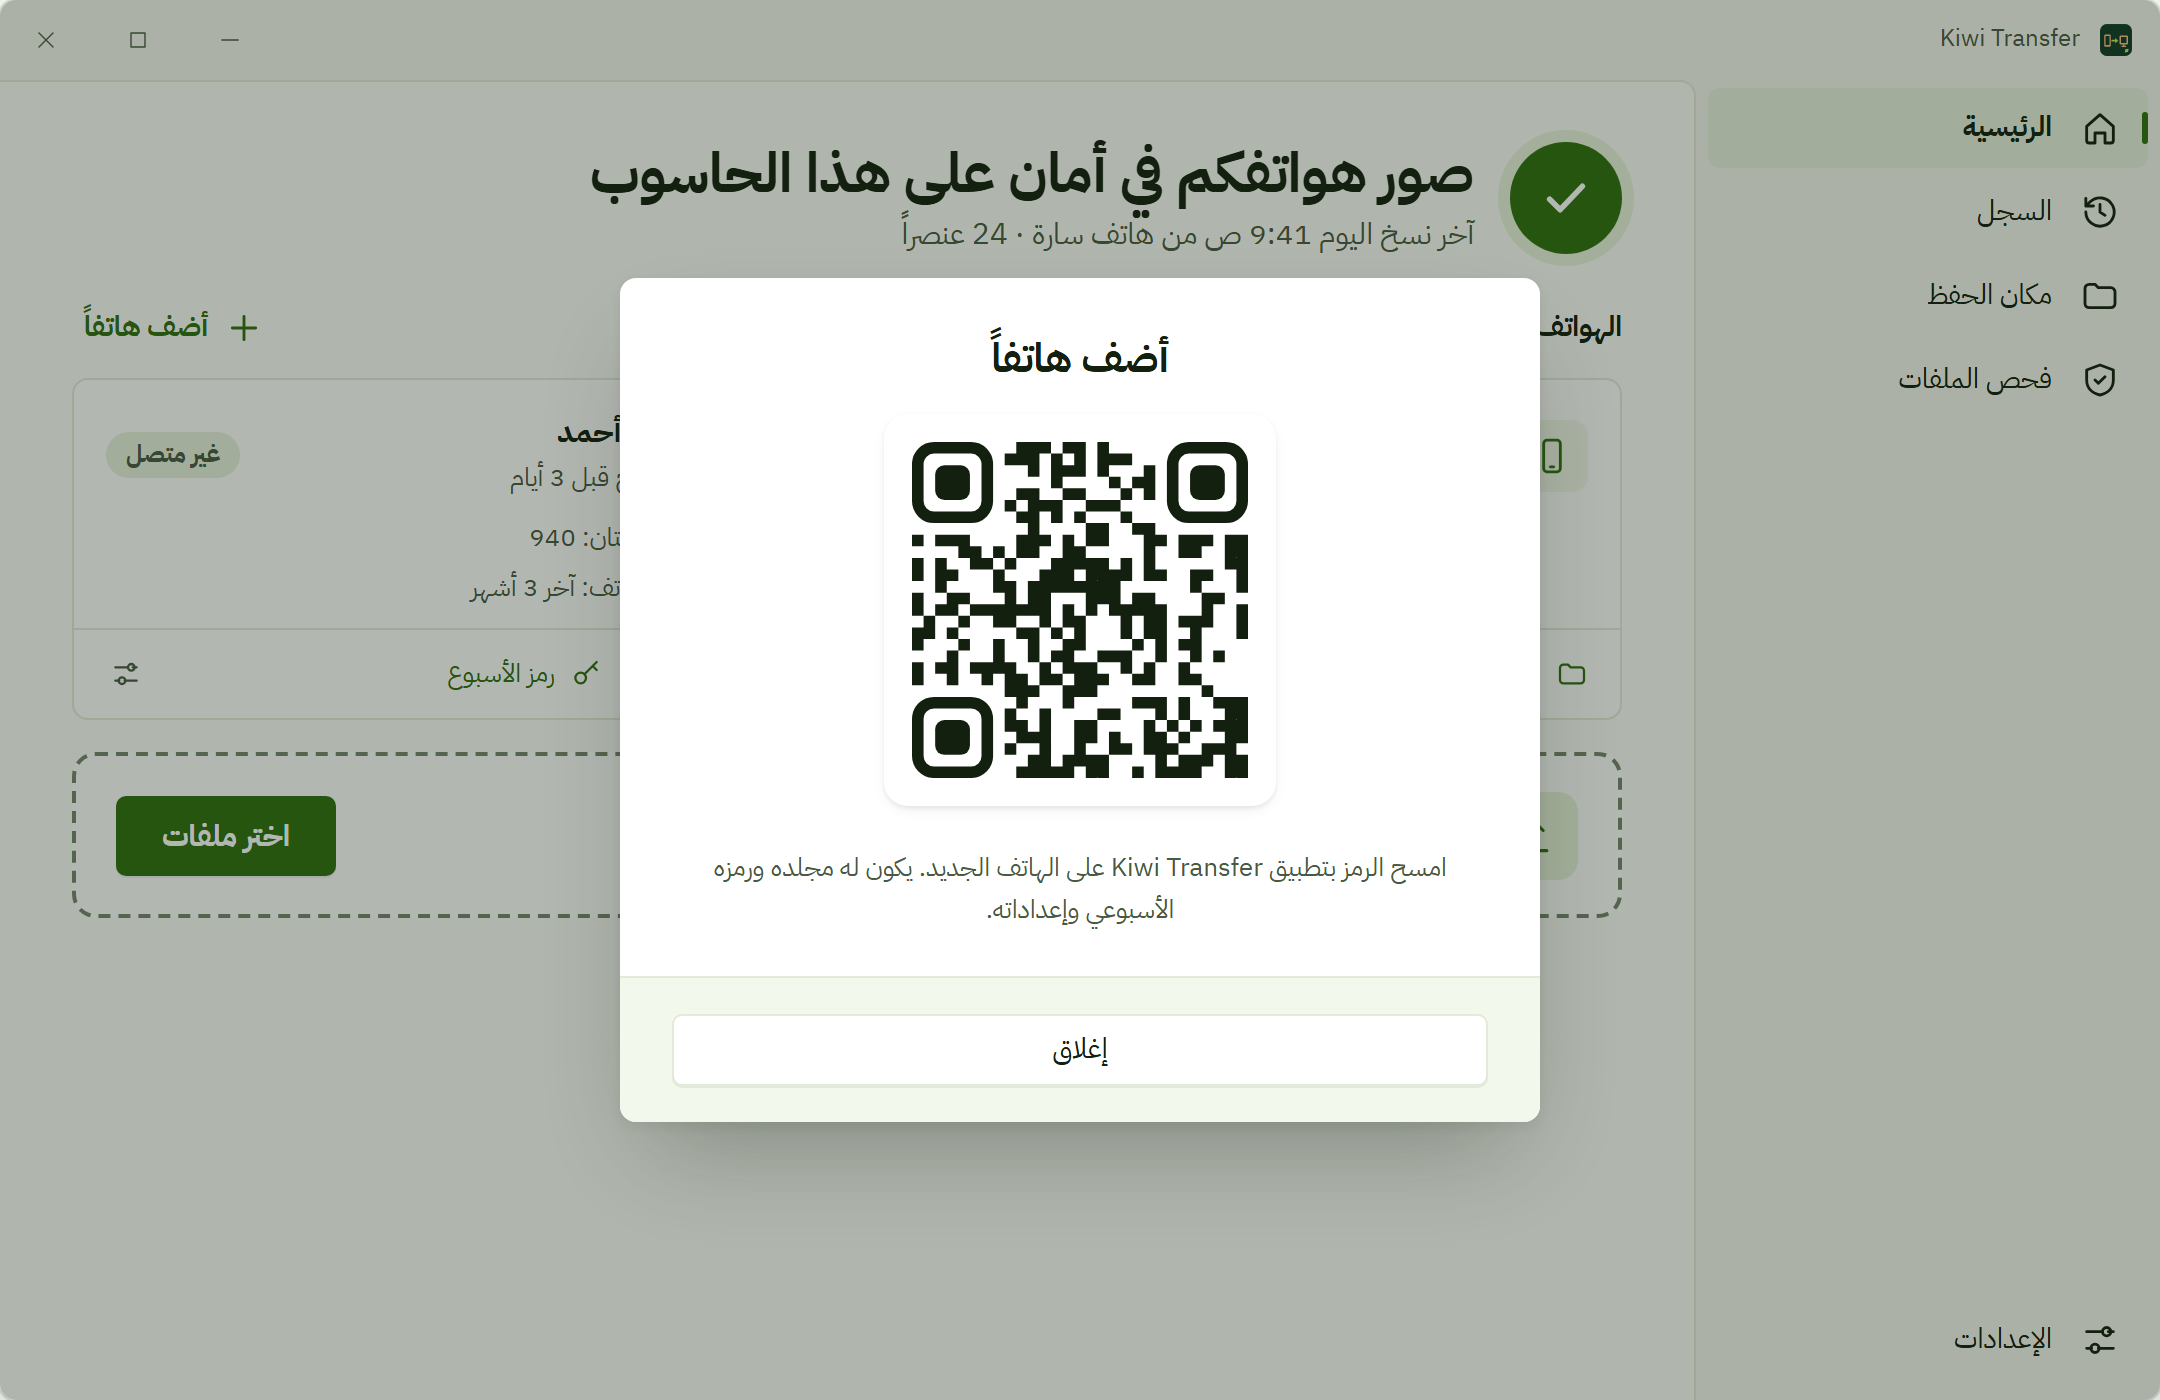 Kiwi Transfer
الرئيسية
السجل
مكان الحفظ
فحص الملفات
الإعدادات
صور هواتفكم في أمان على هذا الحاسوب
آخر نسخ اليوم 9:41 ص من هاتف سارة · 24 عنصراً
الهواتف
أضف هاتفاً
أحمد
غير متصل
قبل 3 أيام
940
آخر 3 أشهر
رمز الأسبوع
اختر ملفات
أضف هاتفاً
امسح الرمز بتطبيق Kiwi Transfer على الهاتف الجديد. يكون له مجلده ورمزه
الأسبوعي وإعداداته.
إغلاق